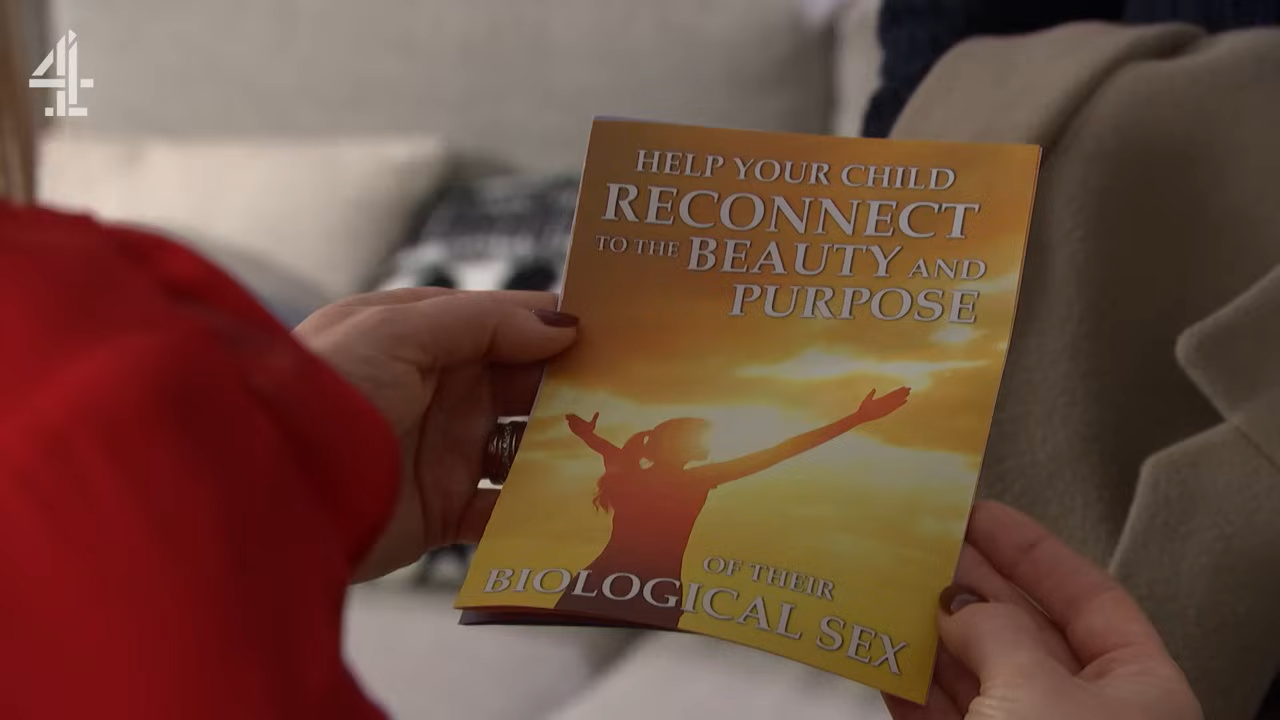 4
HELP YOUR CHILD
RECONNECT
TO THE BEAUTY AND
PURPOSE
OF THEIR
BIOLOGICAL SEX